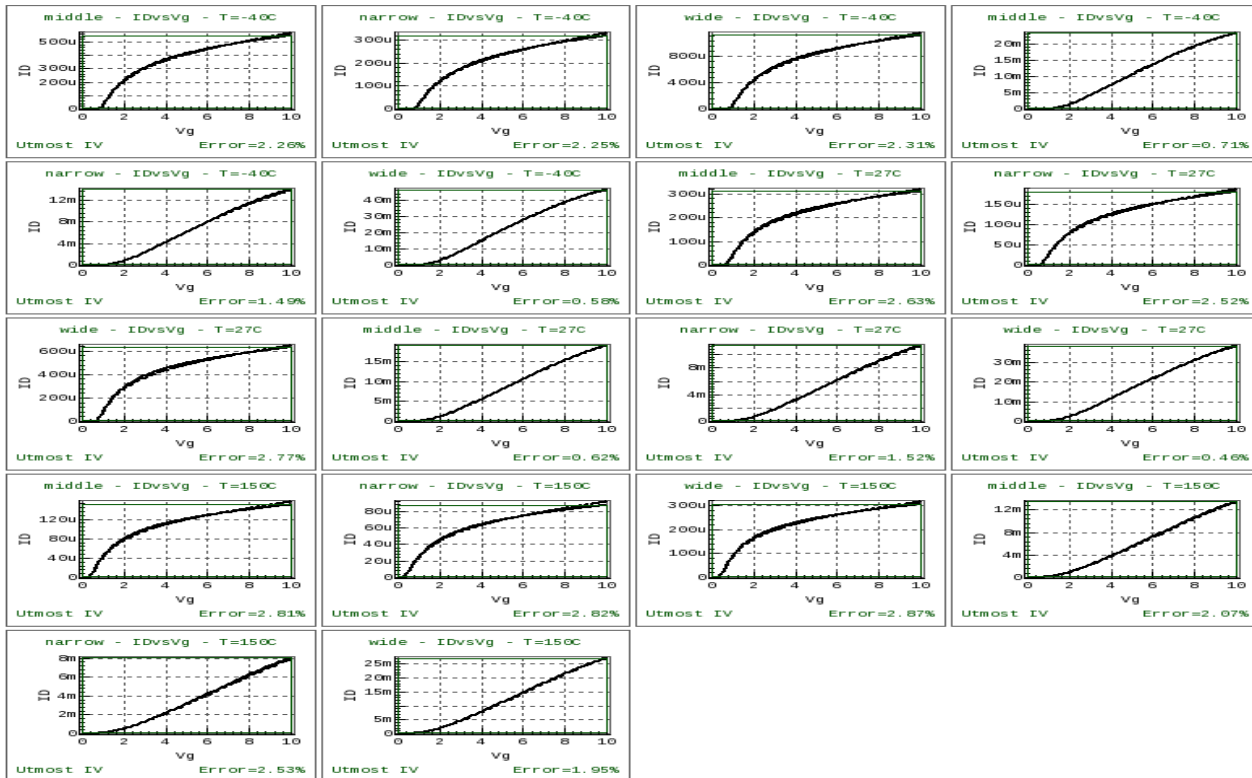 middle - IDvsVg - T=-40C
500u
400u
200u
0
ID
0 2 4 6 8 10
Vg
Utmost IV Error=2.26%
narrow - IDvsVg - T=-40C
300u
200u
100u
0
ID
0 2 4 6 8 10
Vg
Utmost IV Error=2.25%
wide - IDvsVg - T=-40C
800u
400u
0
ID
0 2 4 6 8 10
Vg
Utmost IV Error=2.31%
middle - IDvsVg - T=-40C
20m
15m
10m
5m
0
ID
0 2 4 6 8 10
Vg
Utmost IV Error=0.71%
narrow - IDvsVg - T=-40C
12m
8m
4m
0
ID
0 2 4 6 8 10
Vg
Utmost IV Error=1.49%
wide - IDvsVg - T=-40C
40m
30m
20m
10m
0
ID
0 2 4 6 8 10
Vg
Utmost IV Error=0.58%
middle - IDvsVg - T=27C
300u
200u
100u
0
ID
0 2 4 6 8 10
Vg
Utmost IV Error=2.63%
narrow - IDvsVg - T=27C
150u
100u
50u
0
ID
0 2 4 6 8 10
Vg
Utmost IV Error=2.52%
wide - IDvsVg - T=27C
600u
400u
200u
0
ID
0 2 4 6 8 10
Vg
Utmost IV Error=2.77%
middle - IDvsVg - T=27C
15m
10m
5m
0
ID
0 2 4 6 8 10
Vg
Utmost IV Error=0.62%
narrow - IDvsVg - T=27C
8m
4m
0
ID
0 2 4 6 8 10
Vg
Utmost IV Error=1.52%
wide - IDvsVg - T=27C
30m
20m
10m
0
ID
0 2 4 6 8 10
Vg
Utmost IV Error=0.46%
middle - IDvsVg - T=150C
120u
80u
40u
0
ID
0 2 4 6 8 10
Vg
Utmost IV Error=2.81%
narrow - IDvsVg - T=150C
80u
60u
40u
20u
0
ID
0 2 4 6 8 10
Vg
Utmost IV Error=2.82%
wide - IDvsVg - T=150C
300u
200u
100u
0
ID
0 2 4 6 8 10
Vg
Utmost IV Error=2.87%
middle - IDvsVg - T=150C
12m
8m
4m
0
ID
0 2 4 6 8 10
Vg
Utmost IV Error=2.07%
narrow - IDvsVg - T=150C
8m
6m
4m
2m
0
ID
0 2 4 6 8 10
Vg
Utmost IV Error=2.53%
wide - IDvsVg - T=150C
25m
20m
15m
10m
5m
0
ID
0 2 4 6 8 10
Vg
Utmost IV Error=1.95%